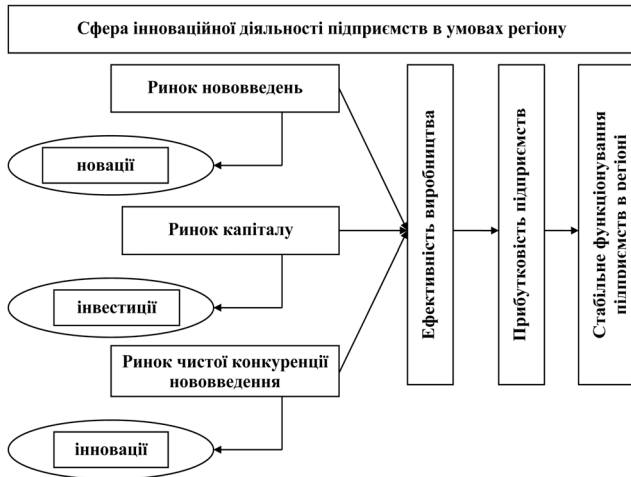 Сфера інноваційної діяльності підприємств в умовах регіону
Ринок нововведень
новації
Ринок капіталу
інвестиції
Ринок чистої конкуренції
нововведення
інновації
Ефективність виробництва
Прибутковість підприємств
Стабільне функціонування
підприємств в регіоні